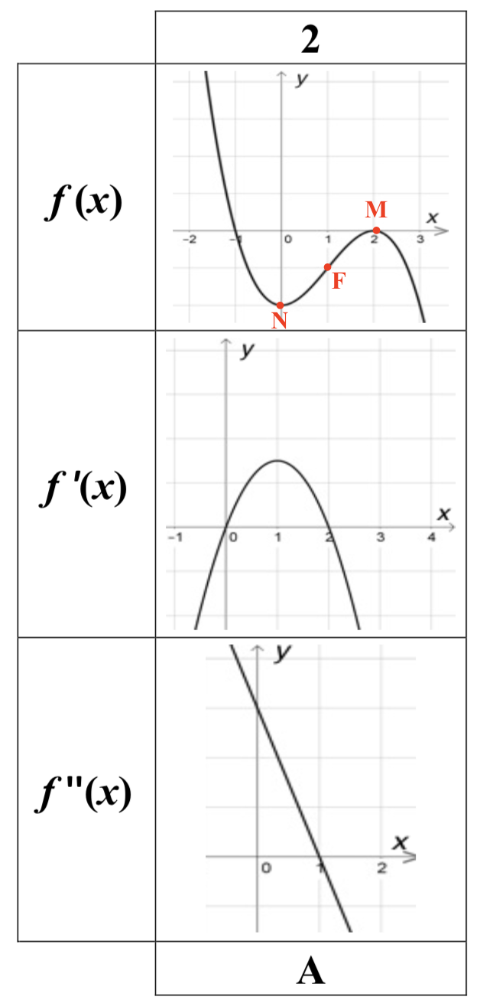 2
f (x)
y
M
x
-2 -1 0 1 2 3
F
N
f '(x)
y
x
-1 0 1 2 3 4
f "(x)
y
x
0 1 2
A